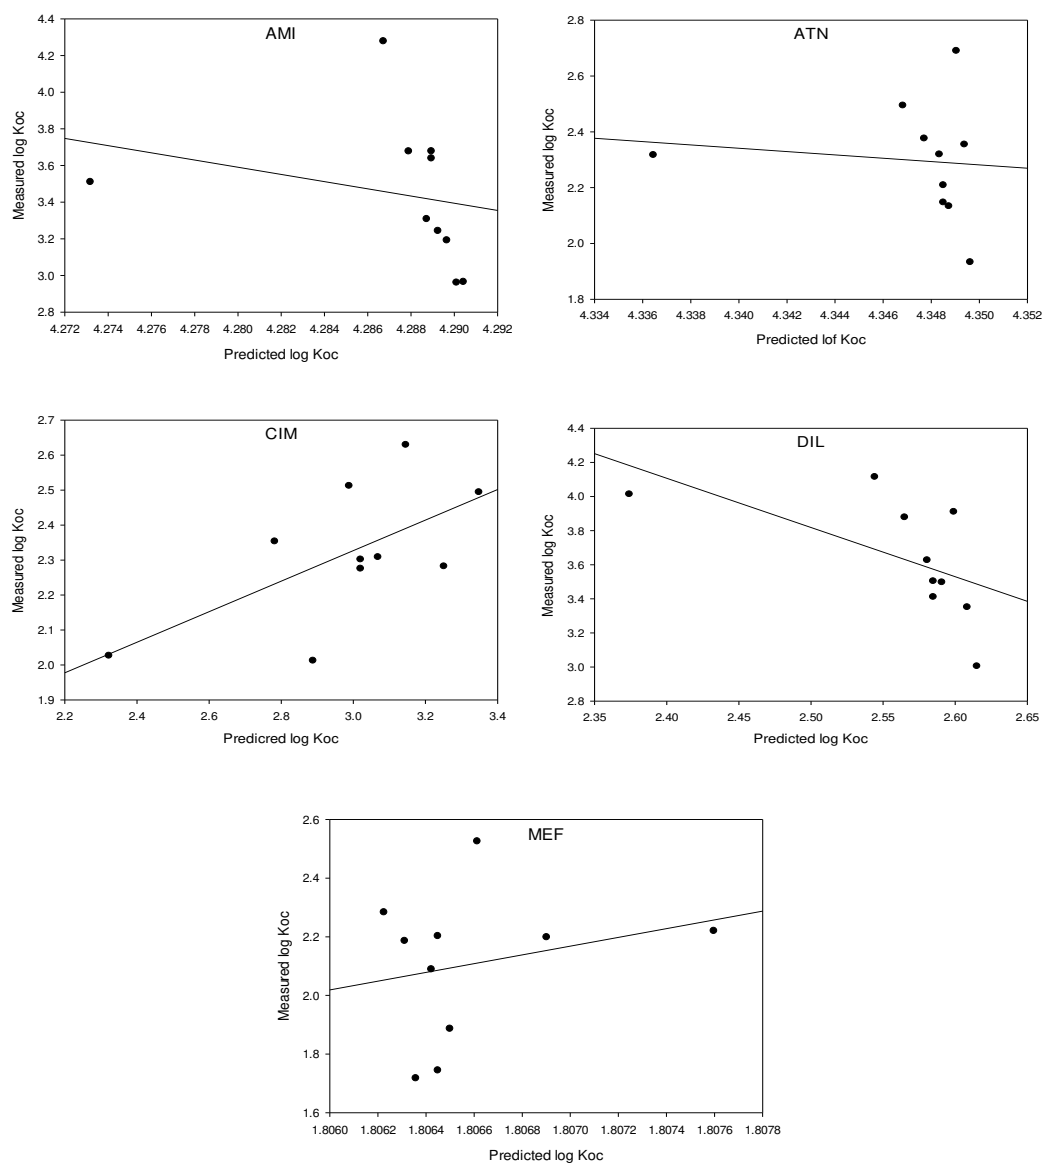 AMI
4.4
4.2
4.0
3.8
3.6
3.4
3.2
3.0
2.8
Measured log Koc
4.272 4.274 4.276 4.278 4.280 4.282 4.284 4.286 4.288 4.290 4.292
Predicted log Koc
ATN
2.8
2.6
2.4
2.2
2.0
1.8
Measured log Koc
4.334 4.336 4.338 4.340 4.342 4.344 4.346 4.348 4.350 4.352
Predicted lof Koc
CIM
2.7
2.6
2.5
2.4
2.3
2.2
2.1
2.0
1.9
Measured log Koc
2.2 2.4 2.6 2.8 3.0 3.2 3.4
Predicred log Koc
DIL
4.4
4.2
4.0
3.8
3.6
3.4
3.2
3.0
2.8
Measured log Koc
2.35 2.40 2.45 2.50 2.55 2.60 2.65
Predicted log Koc
MEF
2.6
2.4
2.2
2.0
1.8
1.6
Measured log Koc
1.8060 1.8062 1.8064 1.8066 1.8068 1.8070 1.8072 1.8074 1.8076 1.8078
Predicted log Koc